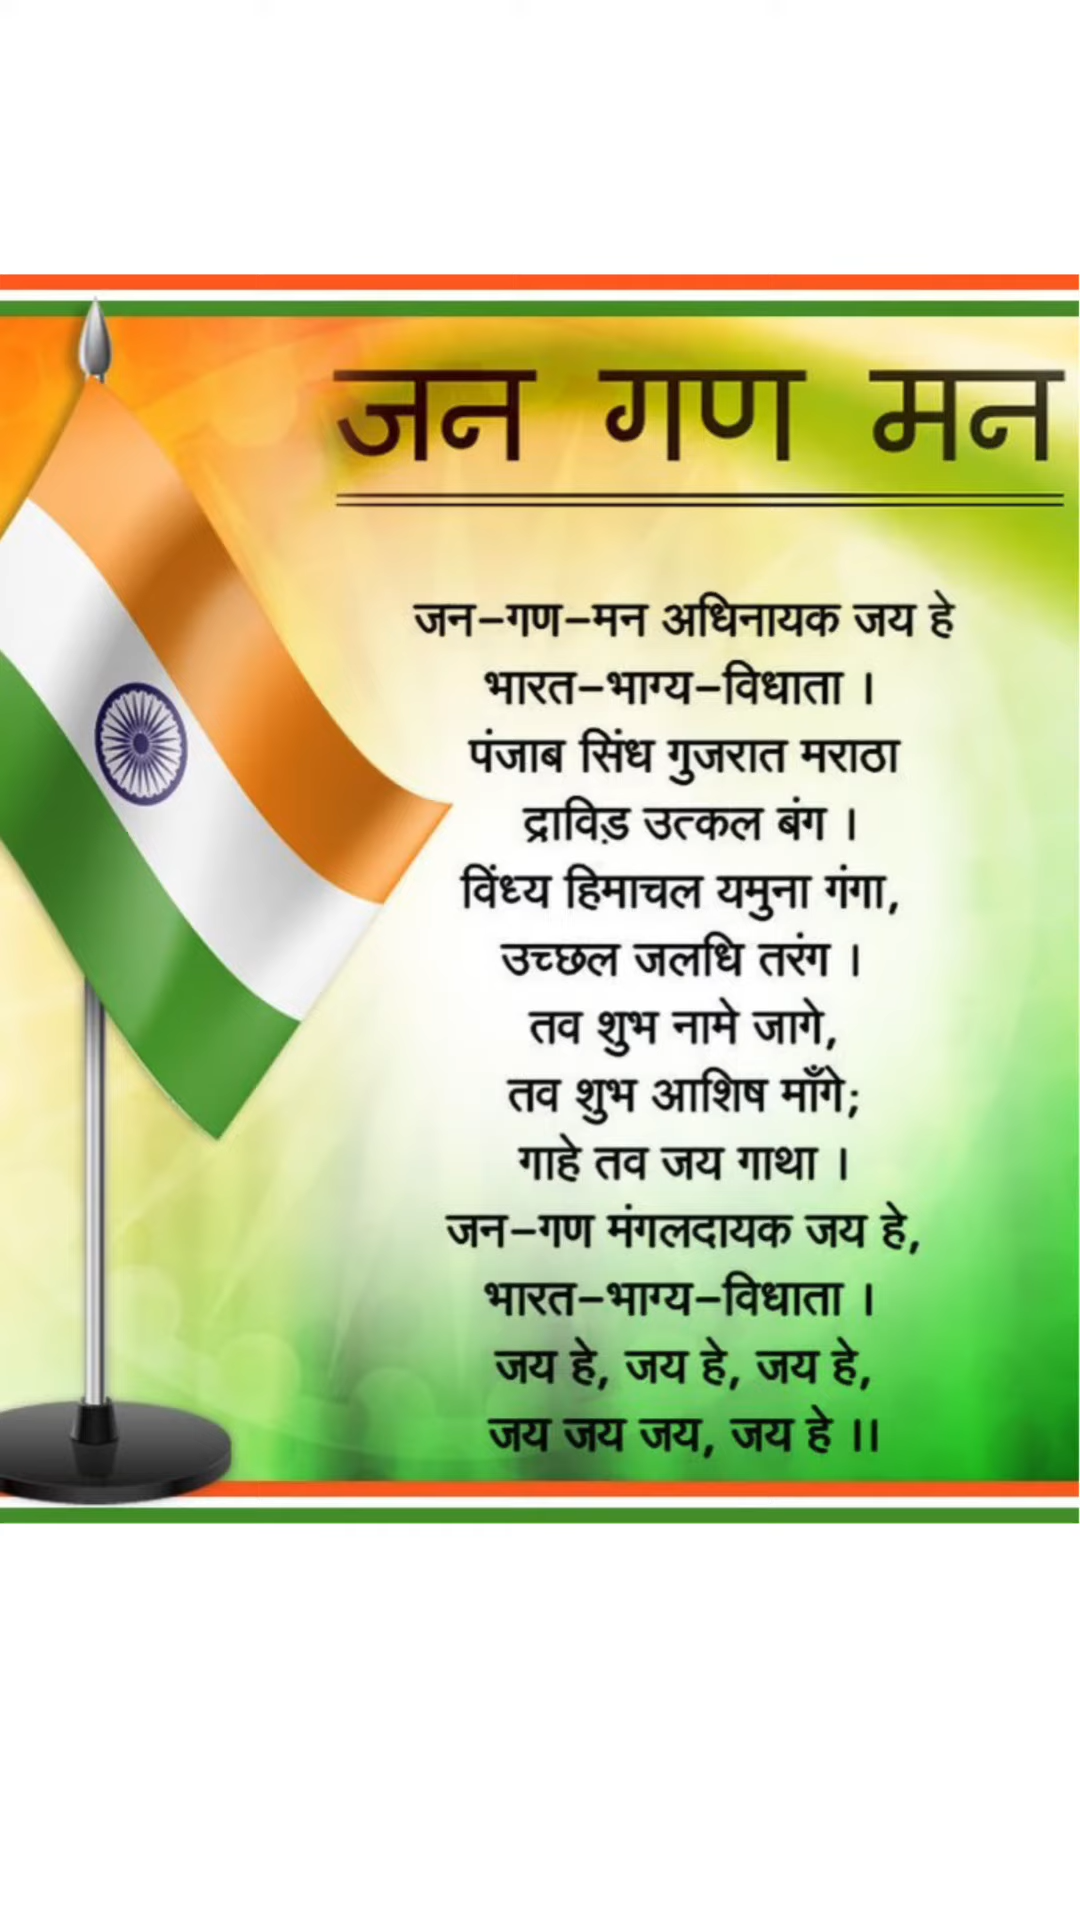 जन गण मन
जन-गण-मन अधिनायक जय हे
भारत-भाग्य-विधाता ।
पंजाब सिंध गुजरात मराठा
द्राविड़ उत्कल बंग ।
विंध्य हिमाचल यमुना गंगा,
उच्छल जलधि तरंग ।
तव शुभ नामे जागे,
तव शुभ आशिष माँगे;
गाहे तव जय गाथा ।
जन-गण मंगलदायक जय हे,
भारत-भाग्य-विधाता ।
जय हे, जय हे, जय हे,
जय जय जय, जय हे ।।